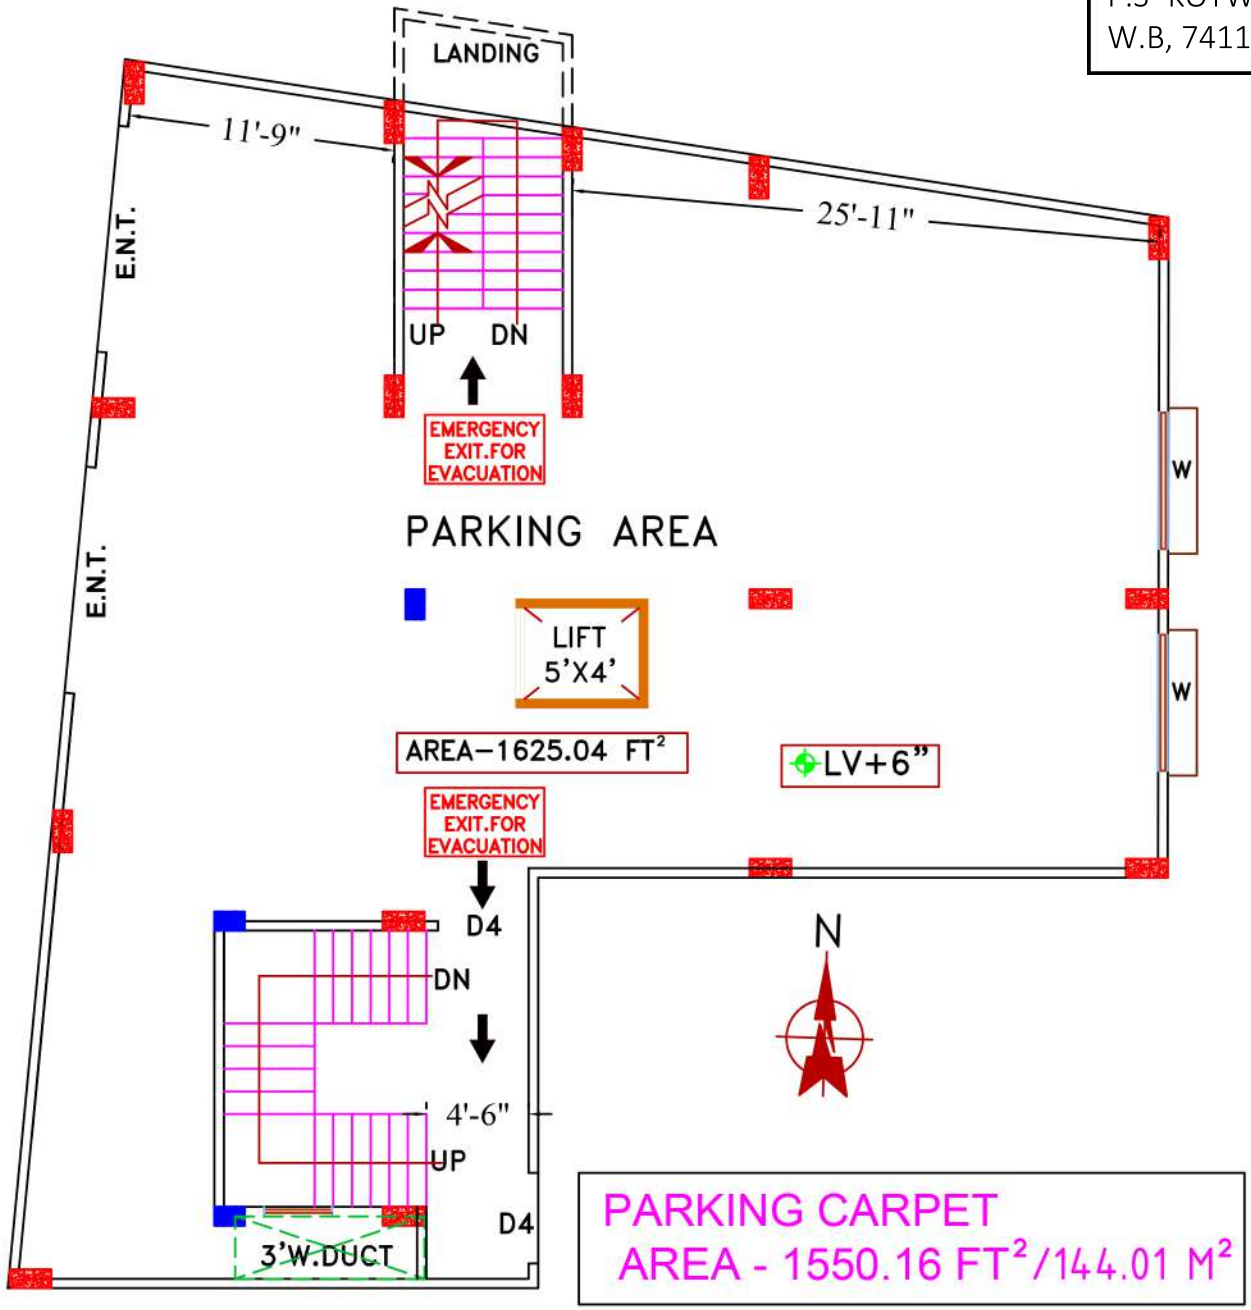 W.B, 7411
LANDING
11'-9"
25'-11"
E.N.T.
UP DN
EMERGENCY
EXIT.FOR
EVACUATION
W
PARKING AREA
E.N.T.
LIFT
5'X4'
W
AREA-1625.04 FT²
LV+6"
EMERGENCY
EXIT.FOR
EVACUATION
D4
N
DN
4'-6"
UP
D4
3'W.DUCT
PARKING CARPET
AREA - 1550.16 FT²/144.01 M²